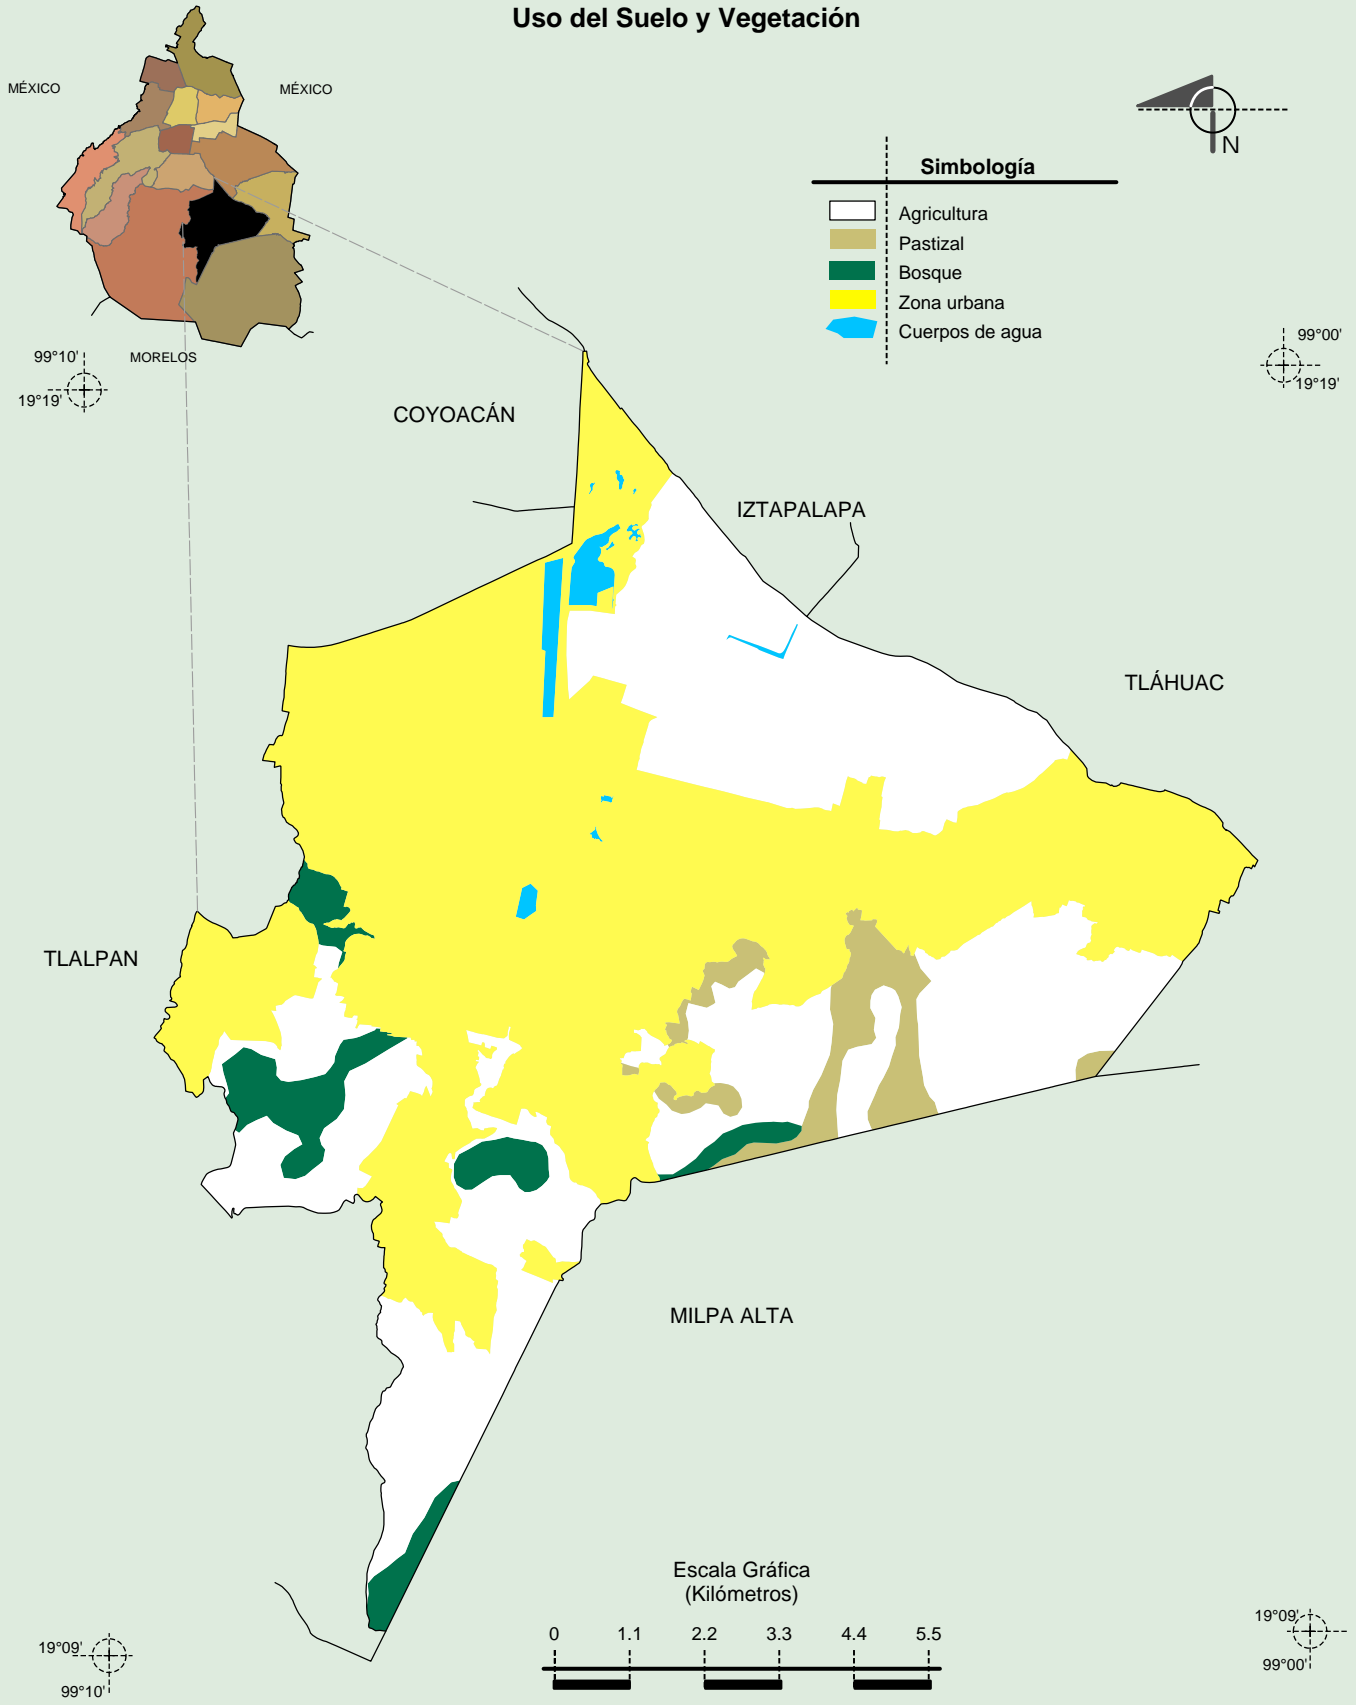 Uso del Suelo y Vegetación
MÉXICO
MÉXICO
N
Simbología
Agricultura
Pastizal
Bosque
Zona urbana
Cuerpos de agua
MORELOS
99°10'
19°19'
99°00'
19°19'
COYOACÁN
IZTAPALAPA
TLÁHUAC
TLALPAN
MILPA ALTA
Escala Gráfica
(Kilómetros)
0 1.1 2.2 3.3 4.4 5.5
19°09'
99°10'
19°09'
99°00'